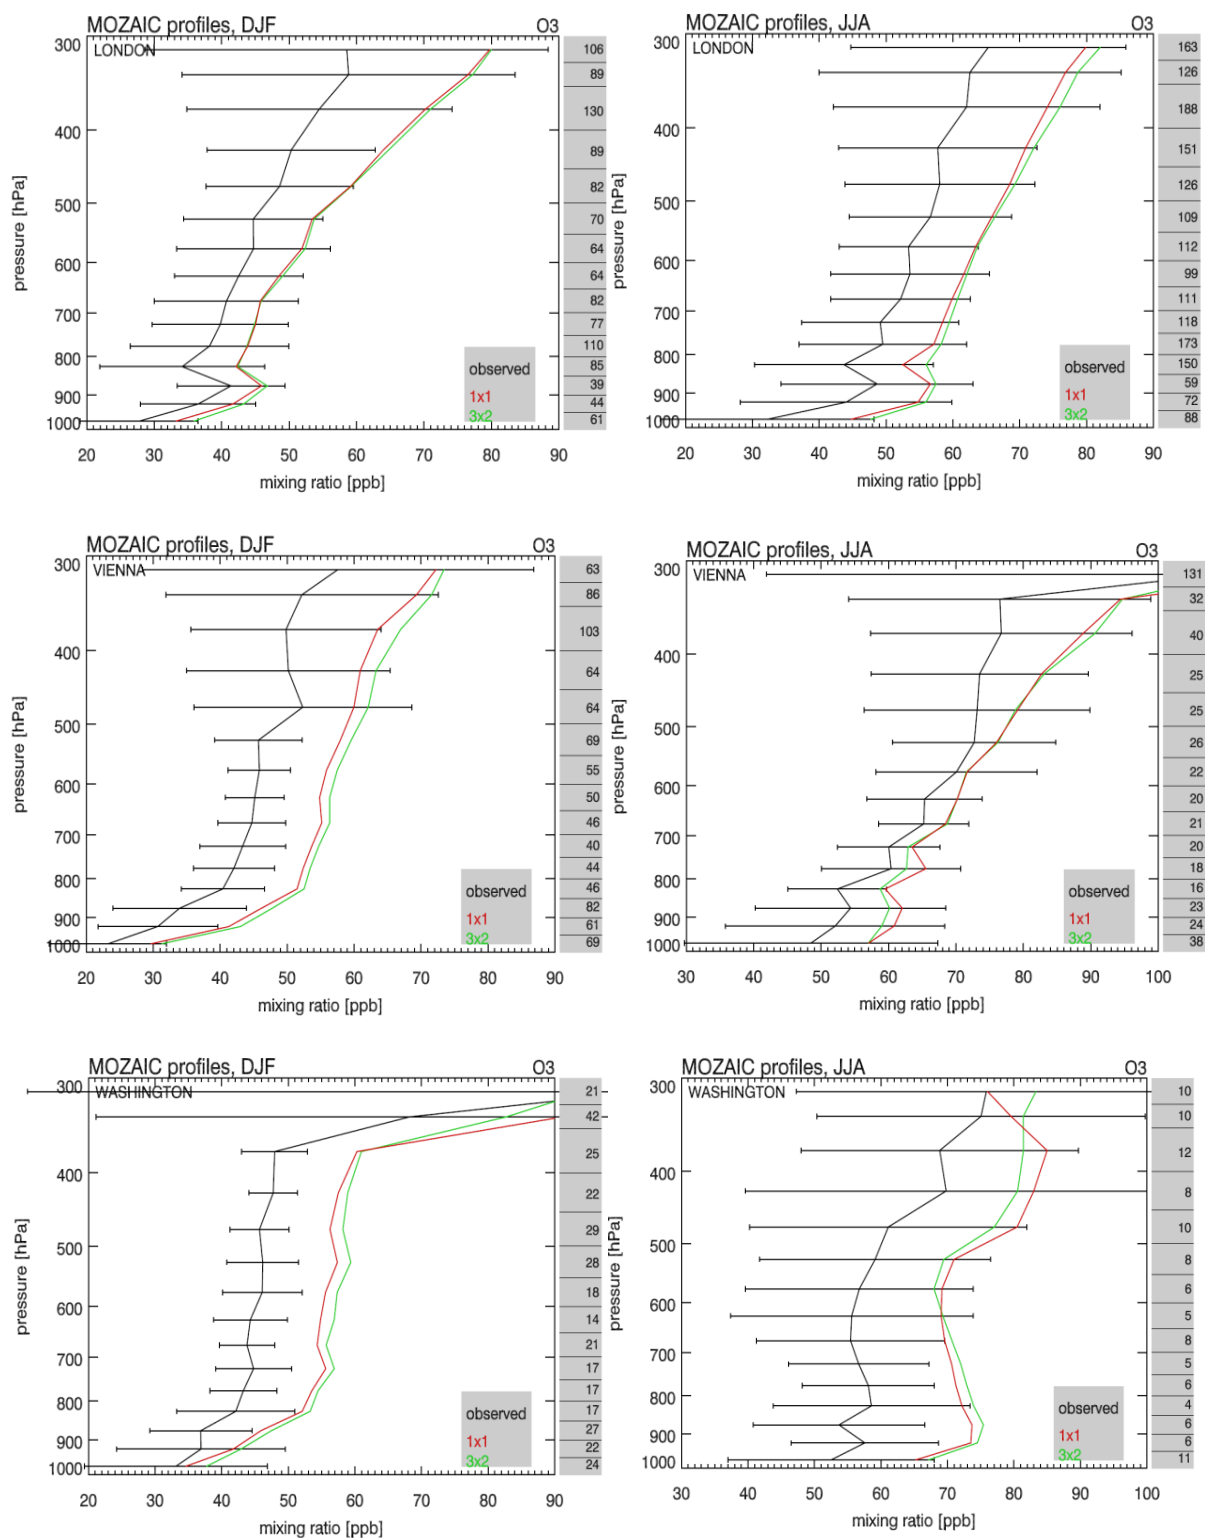 MOZAIC profiles, DJF O3
LONDON
300
400
500
600
700
800
900
1000
pressure [hPa]
106
89
130
89
82
70
64
64
82
77
110
85
39
44
61
observed
1x1
3x2
20 30 40 50 60 70 80 90
mixing ratio [ppb]
MOZAIC profiles, JJA O3
LONDON
300
400
500
600
700
800
900
1000
pressure [hPa]
163
126
188
151
126
109
112
99
111
118
173
150
59
72
88
observed
1x1
3x2
20 30 40 50 60 70 80 90
mixing ratio [ppb]
MOZAIC profiles, DJF O3
VIENNA
300
400
500
600
700
800
900
1000
pressure [hPa]
63
86
103
64
64
69
55
50
46
40
44
46
82
61
69
observed
1x1
3x2
20 30 40 50 60 70 80 90
mixing ratio [ppb]
MOZAIC profiles, JJA O3
VIENNA
300
400
500
600
700
800
900
1000
pressure [hPa]
131
32
40
25
25
26
22
20
21
20
18
16
23
24
38
observed
1x1
3x2
30 40 50 60 70 80 90 100
mixing ratio [ppb]
MOZAIC profiles, DJF O3
WASHINGTON
300
400
500
600
700
800
900
1000
pressure [hPa]
21
42
25
22
29
28
18
14
21
17
17
17
27
22
24
observed
1x1
3x2
20 30 40 50 60 70 80 90
mixing ratio [ppb]
MOZAIC profiles, JJA O3
WASHINGTON
300
400
500
600
700
800
900
1000
pressure [hPa]
10
10
12
8
10
8
6
5
8
5
6
4
6
6
11
observed
1x1
3x2
30 40 50 60 70 80 90 100
mixing ratio [ppb]